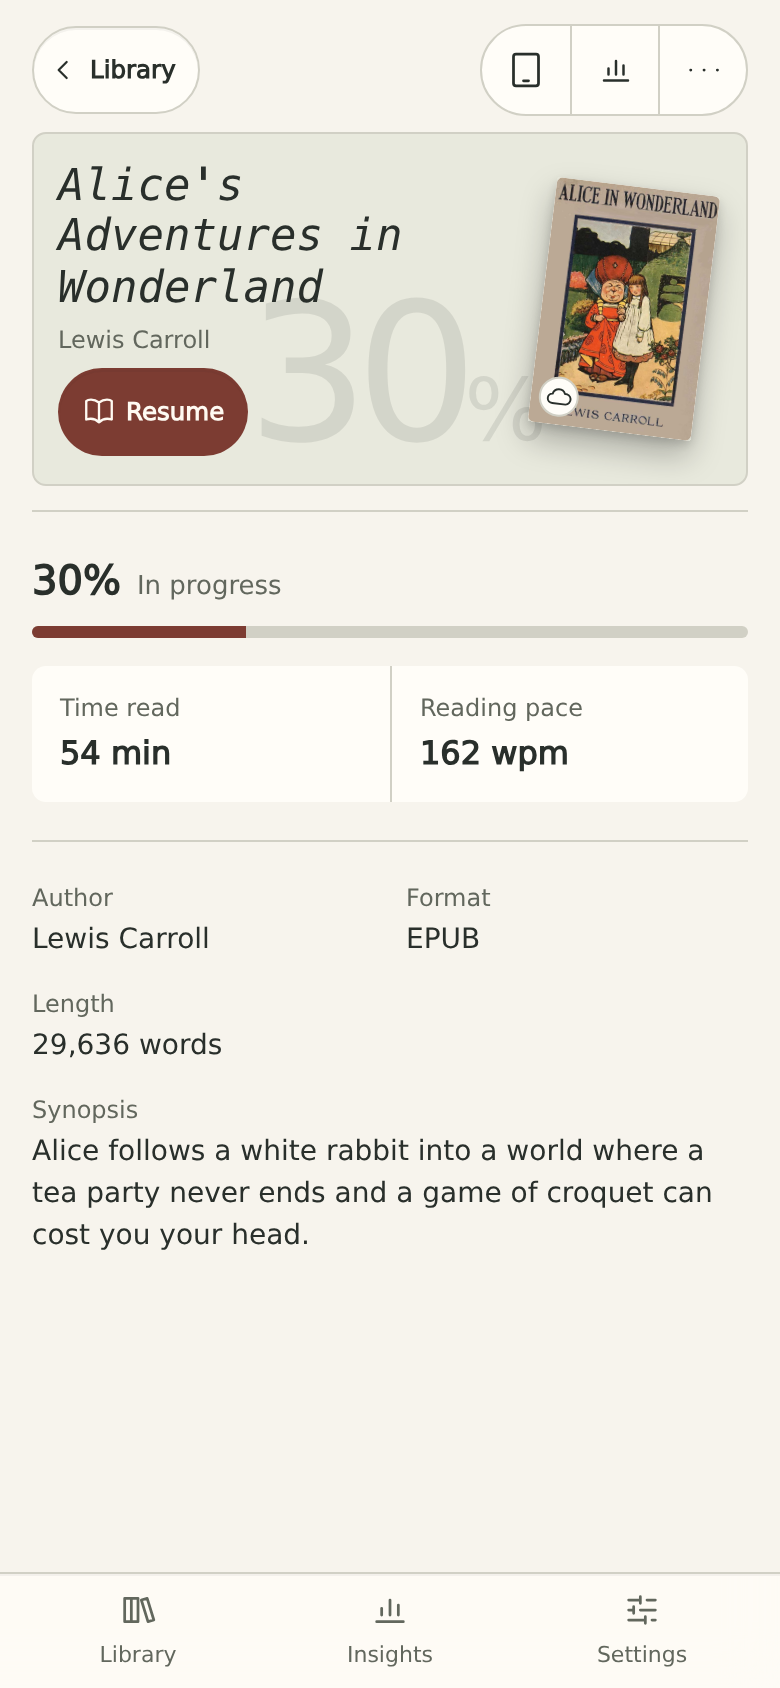 Library
Alice's
Adventures in
Wonderland
Lewis Carroll
Resume
30%
ALICE IN WONDERLAND
CARROLL
30% In progress
Time read
54 min
Reading pace
162 wpm
Author
Lewis Carroll
Format
EPUB
Length
29,636 words
Synopsis
Alice follows a white rabbit into a world where a
tea party never ends and a game of croquet can
cost you your head.
Library
Insights
Settings